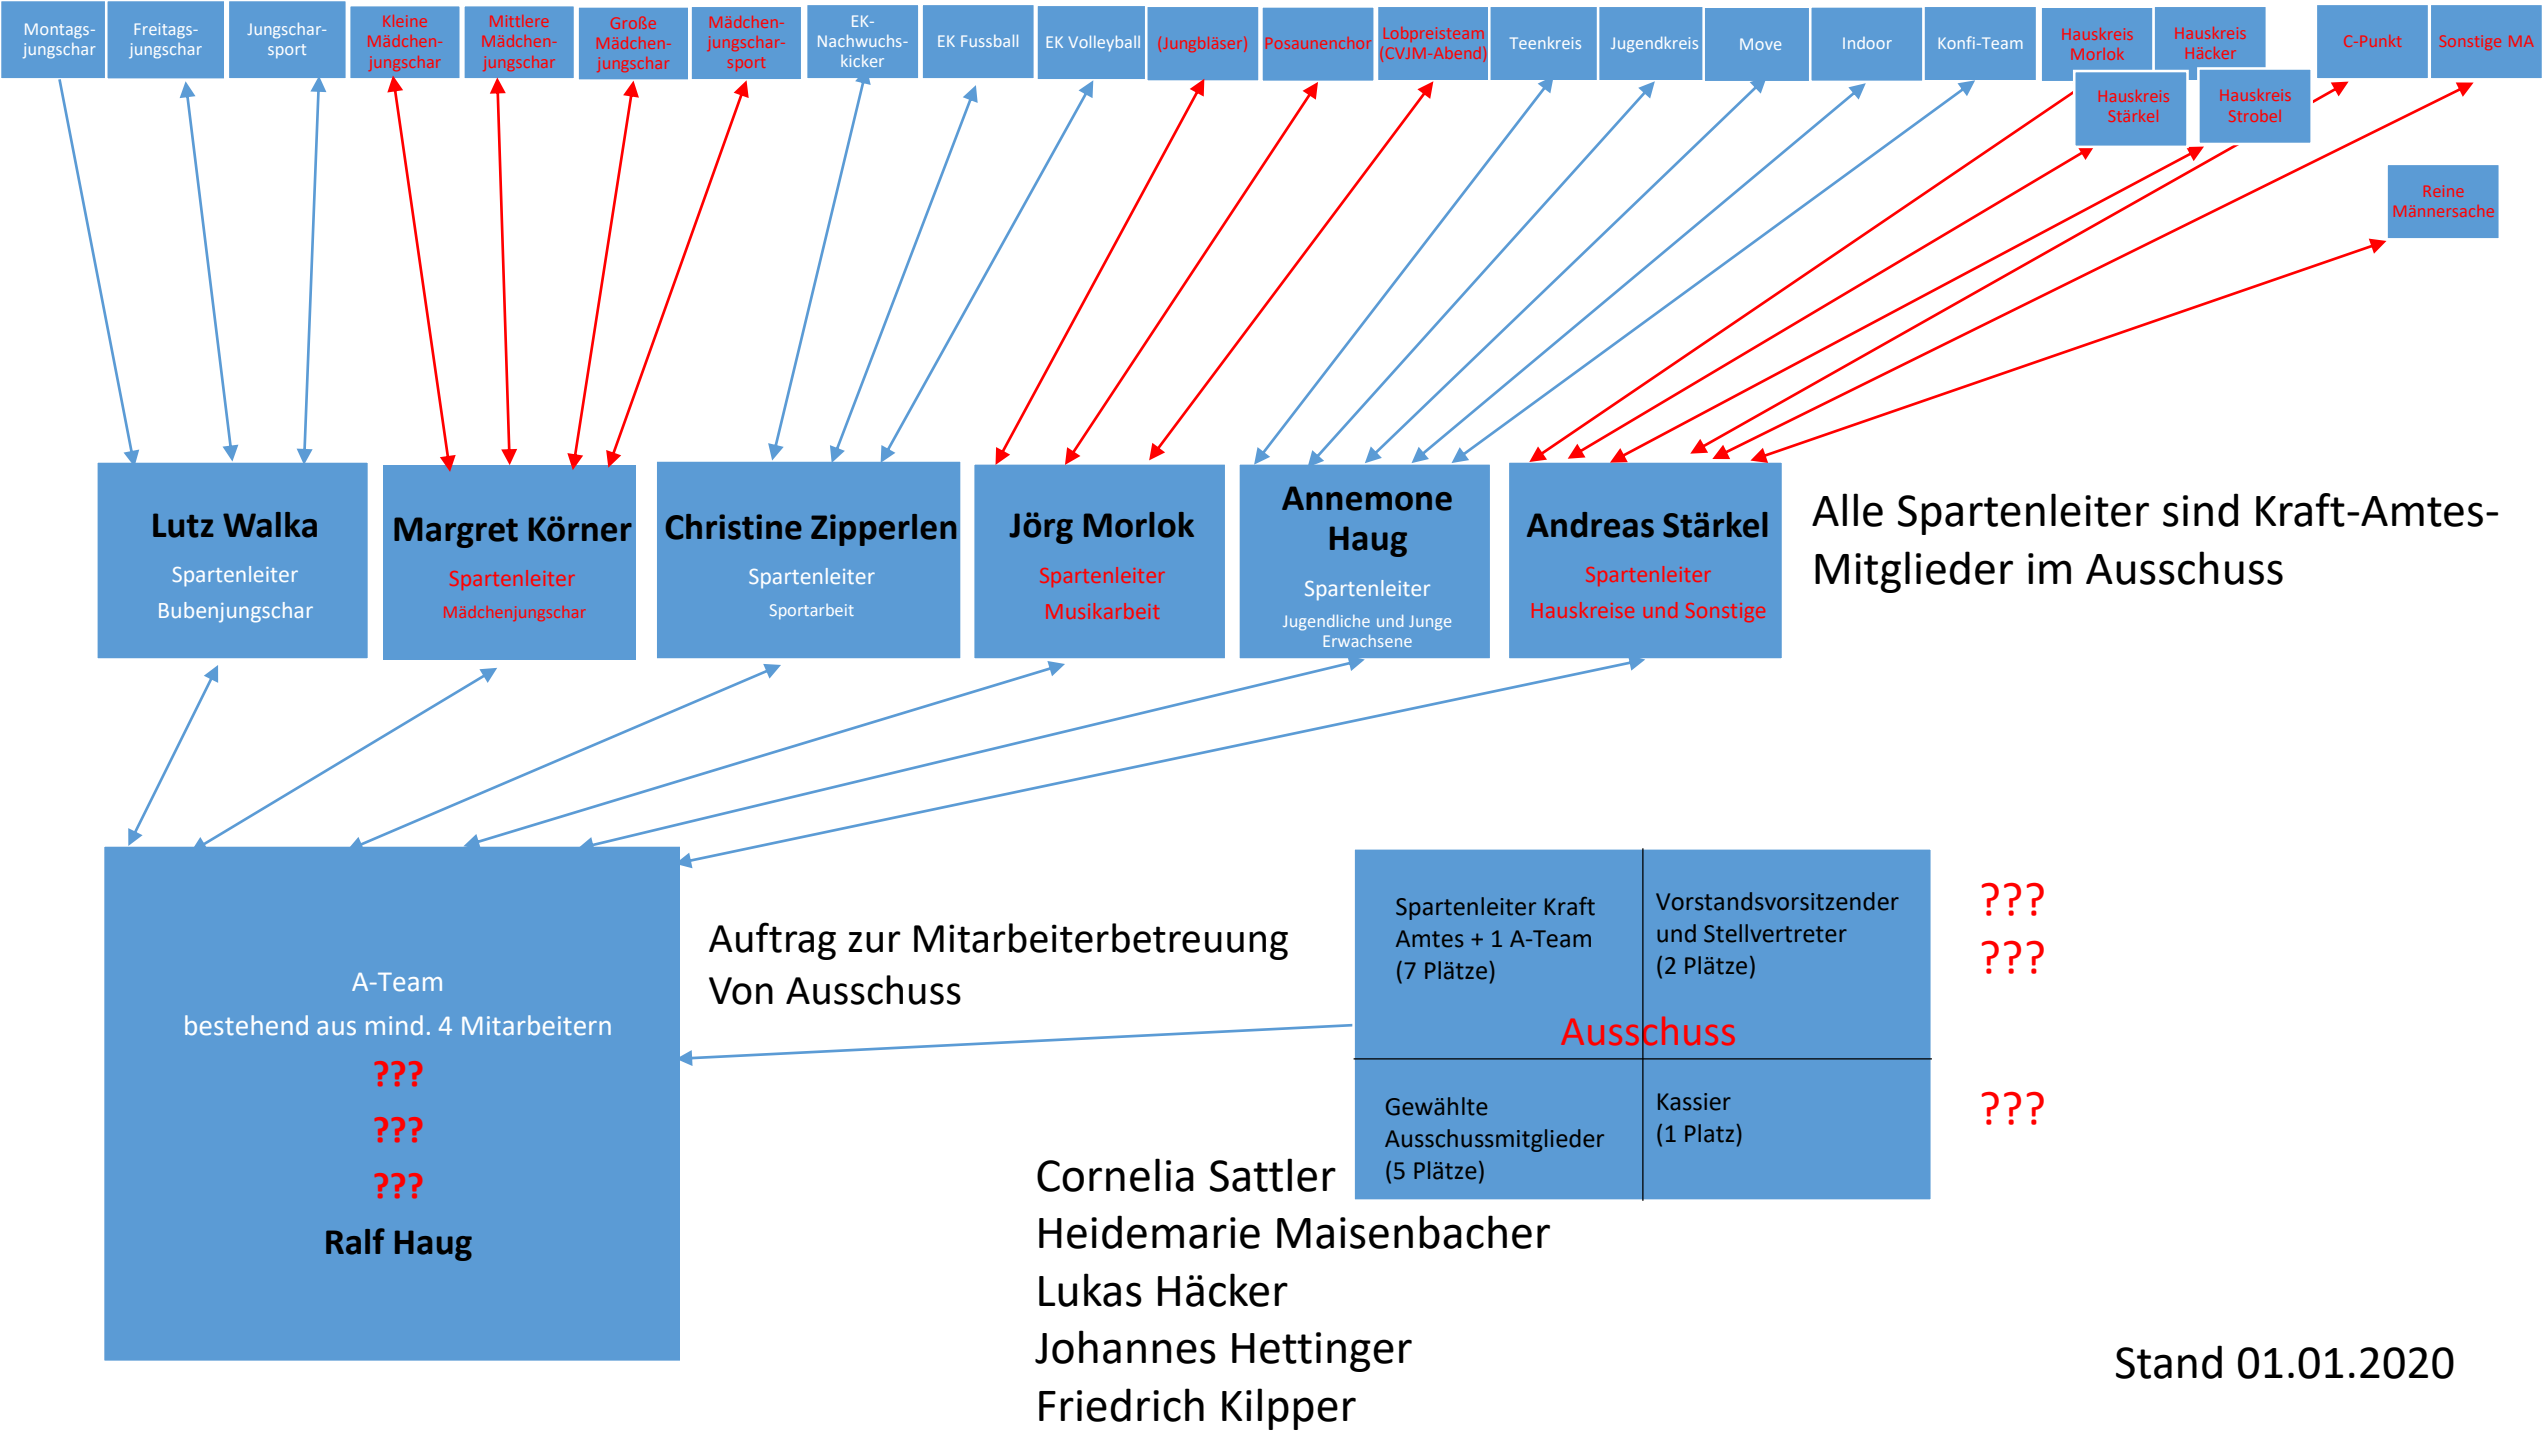 Montags-
jungschar
Freitags-
jungschar
Jungschar-
sport
Kleine
Mädchen-
jungschar
Mittlere
Mädchen-
jungschar
Große
Mädchen-
jungschar
Mädchen-
jungschar-
sport
EK-
Nachwuchs-
kicker
EK Fussball
EK Volleyball
(Jungbläser)
Posaunenchor
Lobpreisteam
(CVJM-Abend)
Teenkreis
Jugendkreis
Move
Indoor
Konfi-Team
Hauskreis
Morlok
Hauskreis
Häcker
C-Punkt
Sonstige MA
Hauskreis
Stärkel
Hauskreis
Strobel
Reine
Männersache
Lutz Walka
Spartenleiter
Bubenjungschar
Margret Körner
Spartenleiter
Mädchenjungschar
Christine Zipperlen
Spartenleiter
Sportarbeit
Jörg Morlok
Spartenleiter
Musikarbeit
Annemone
Haug
Spartenleiter
Jugendliche und Junge
Erwachsene
Andreas Stärkel
Spartenleiter
Hauskreise und Sonstige
Alle Spartenleiter sind Kraft-Amtes-
Mitglieder im Ausschuss
A-Team
bestehend aus mind. 4 Mitarbeitern
???
???
???
Ralf Haug
Auftrag zur Mitarbeiterbetreuung
Von Ausschuss
Spartenleiter Kraft
Amtes + 1 A-Team
(7 Plätze)
Vorstandsvorsitzender
und Stellvertreter
(2 Plätze)
???
???
Ausschuss
Gewählte
Ausschussmitglieder
(5 Plätze)
Kassier
(1 Platz)
???
Cornelia Sattler
Heidemarie Maisenbacher
Lukas Häcker
Johannes Hettinger
Friedrich Kilpper
Stand 01.01.2020